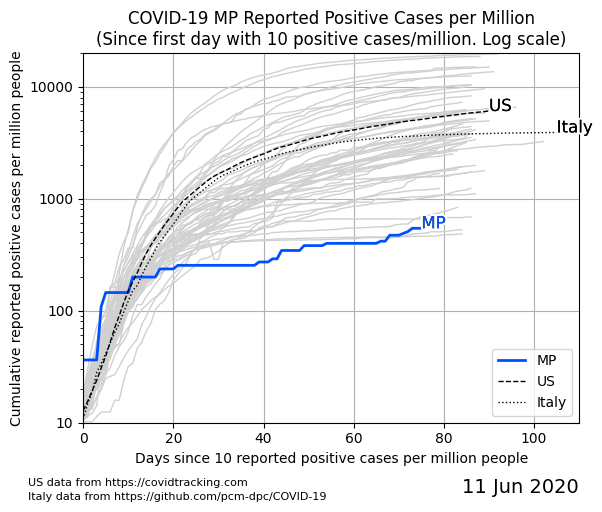 COVID-19 MP Reported Positive Cases per Million
(Since first day with 10 positive cases/million. Log scale)
Cumulative reported positive cases per million people
10000
1000
100
10
US
Italy
MP
MP
US
Italy
0 20 40 60 80 100
Days since 10 reported positive cases per million people
US data from https://covidtracking.com
Italy data from https://github.com/pcm-dpc/COVID-19
11 Jun 2020